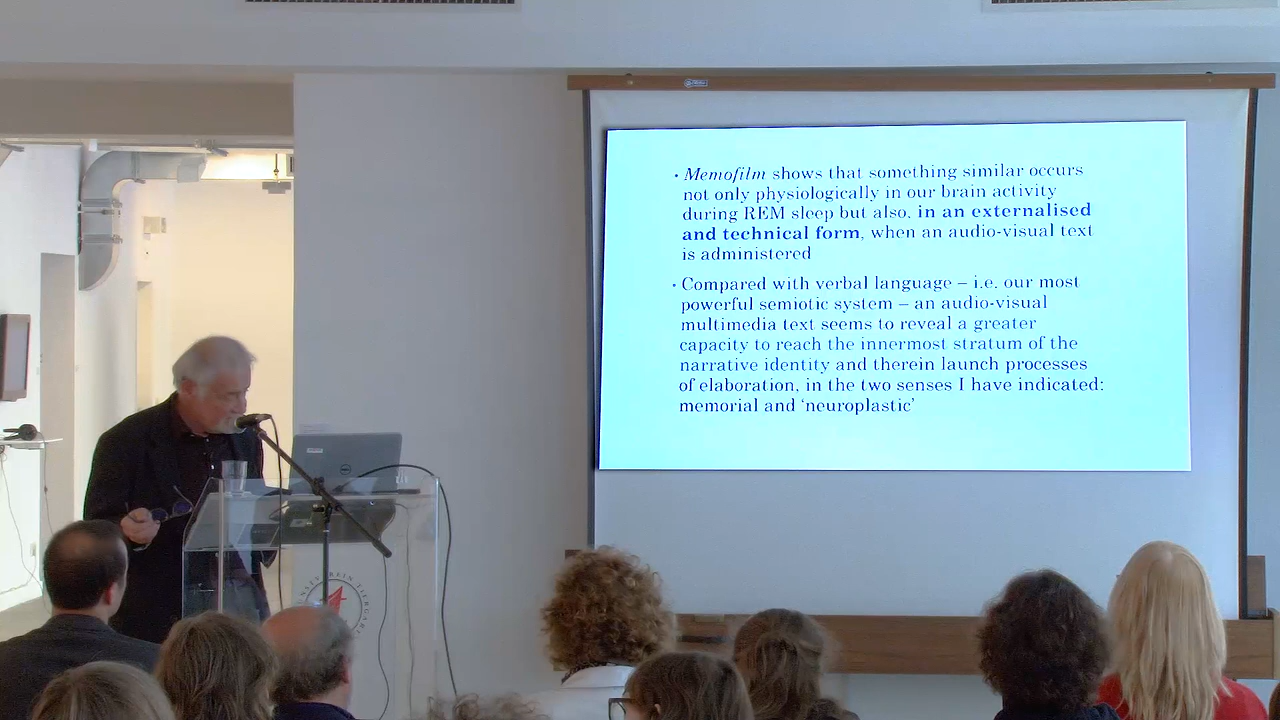 • Memofilm shows that something similar occurs
not only physiologically in our brain activity
during REM sleep but also, in an externalised
and technical form, when an audio-visual text
is administered
• Compared with verbal language – i.e. our most
powerful semiotic system – an audio-visual
multimedia text seems to reveal a greater
capacity to reach the innermost stratum of the
narrative identity and therein launch processes
of elaboration, in the two senses I have indicated:
memorial and ‘neuroplastic’
DELL